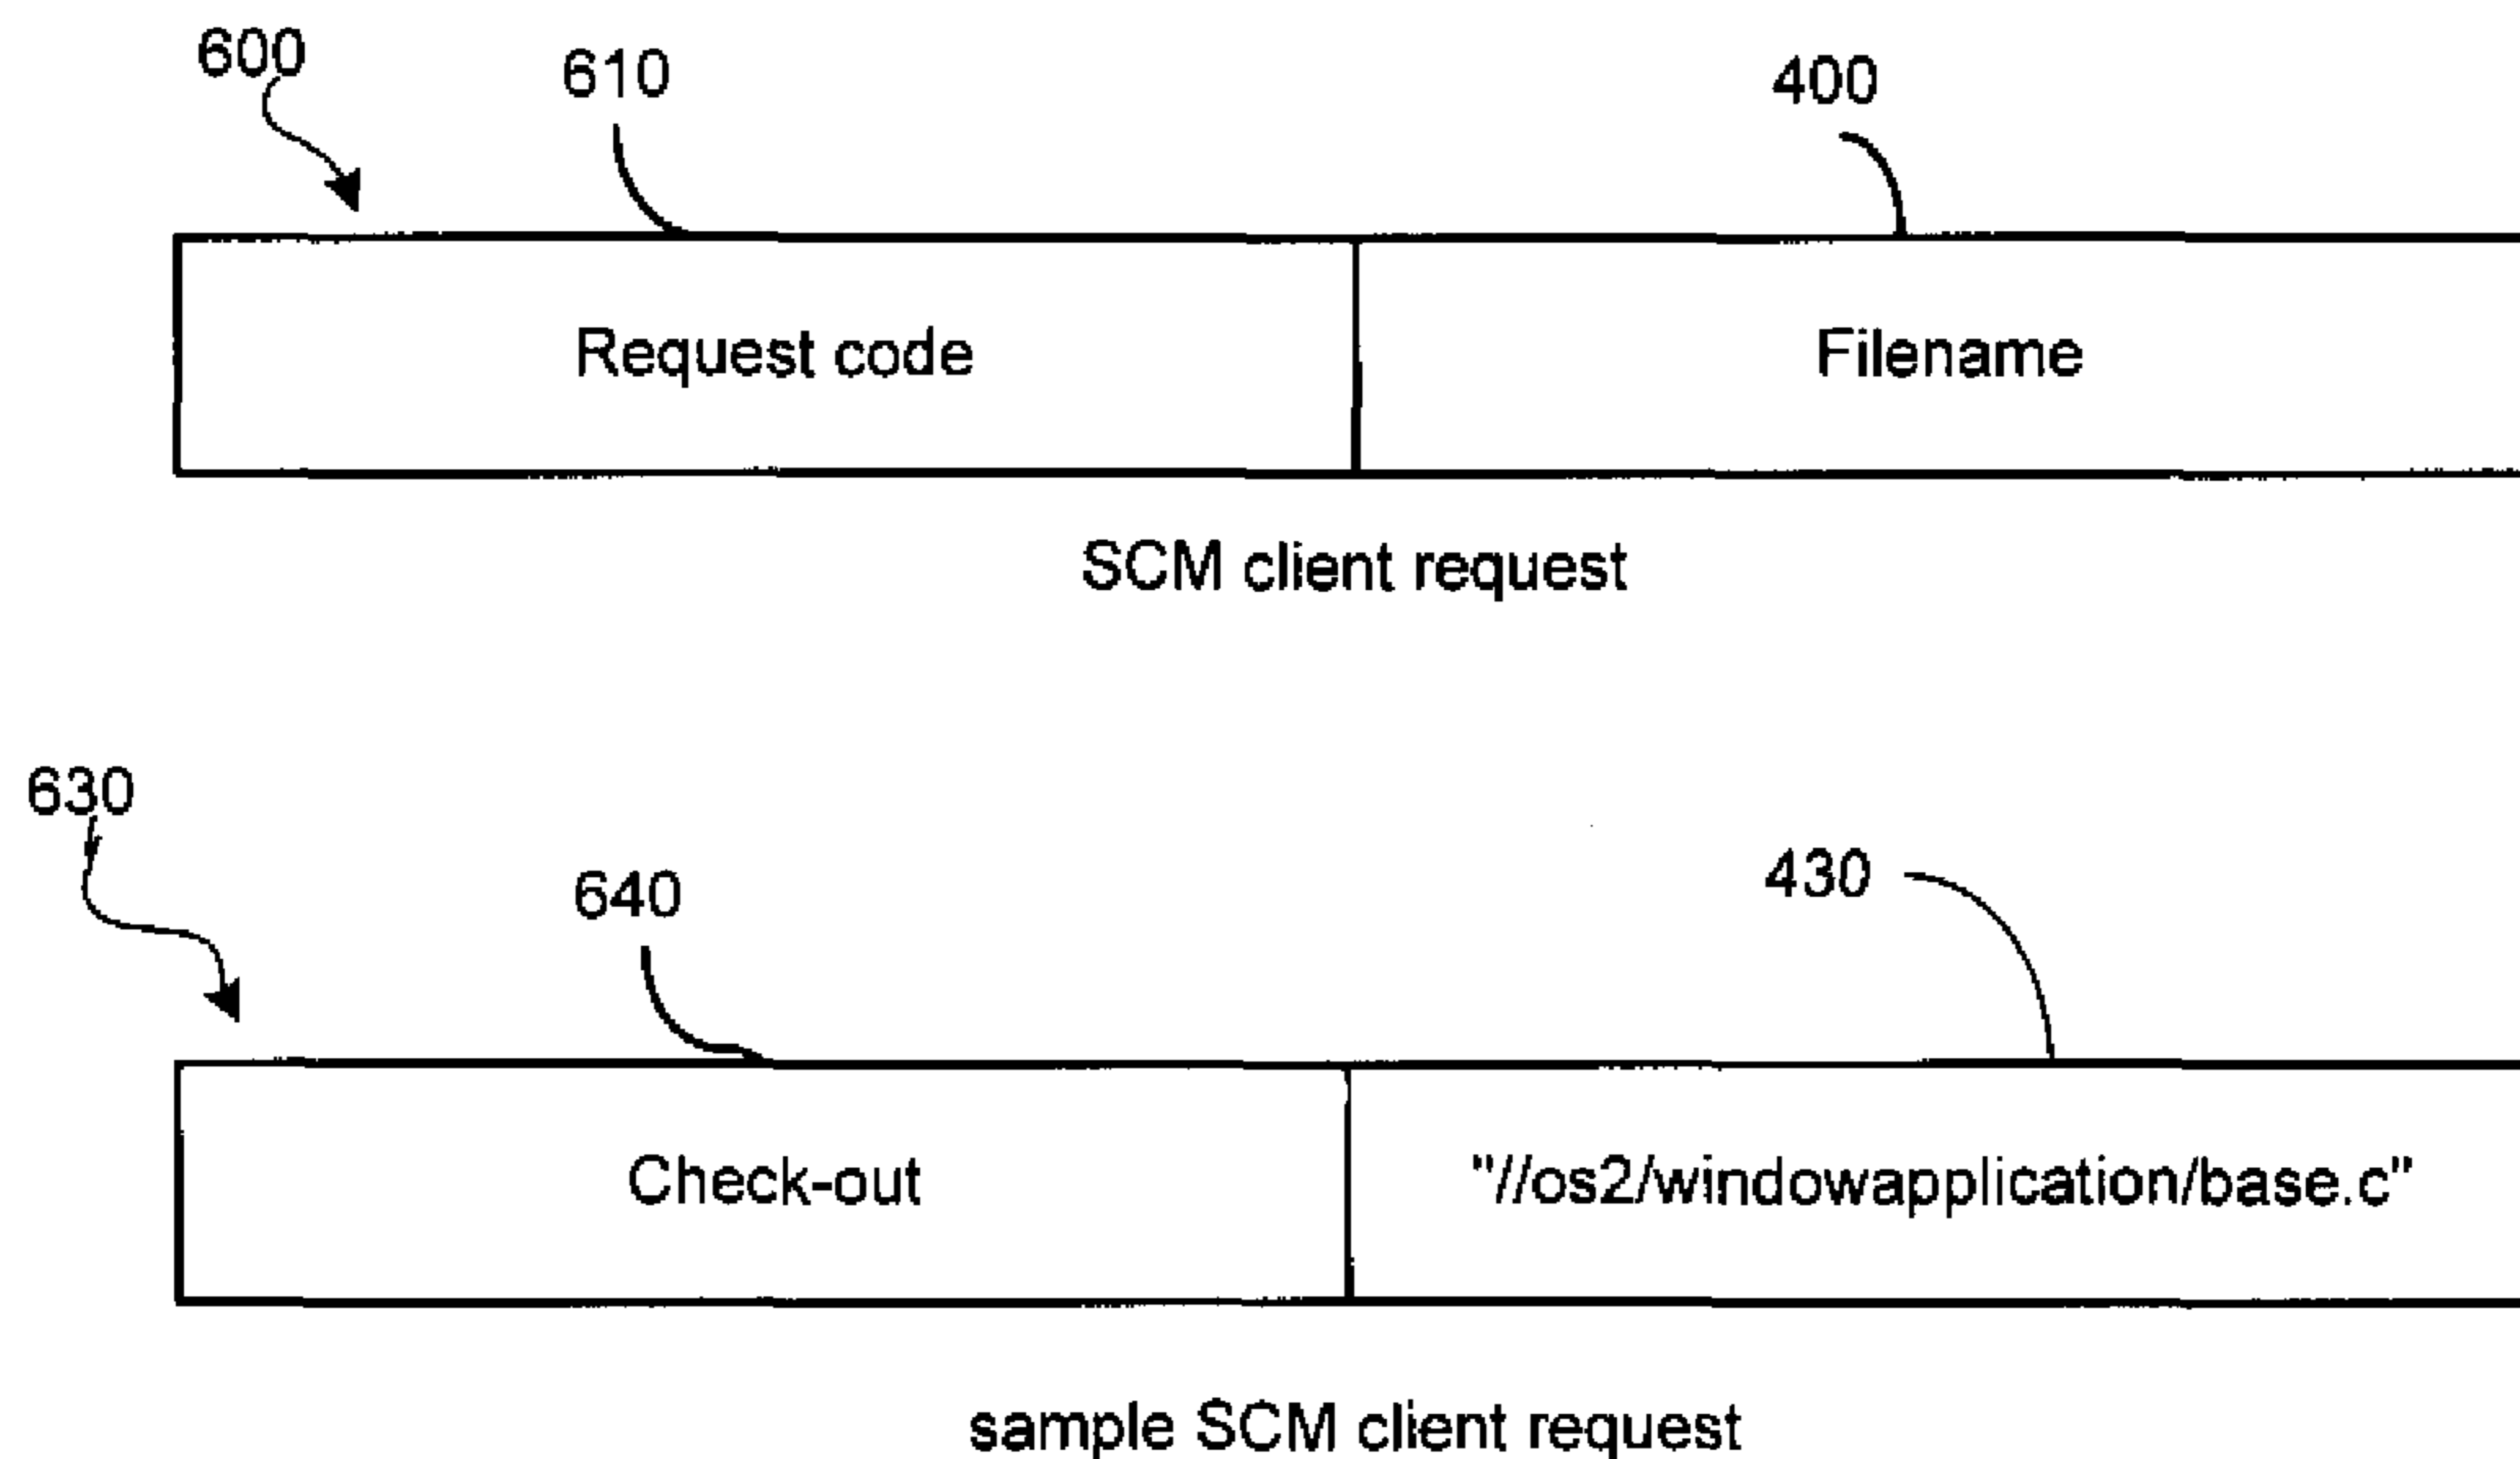 600
610
400
Request code
Filename
SCM client request
630
640
430
Check-out
"//os2/windowapplication/base.c"
sample SCM client request